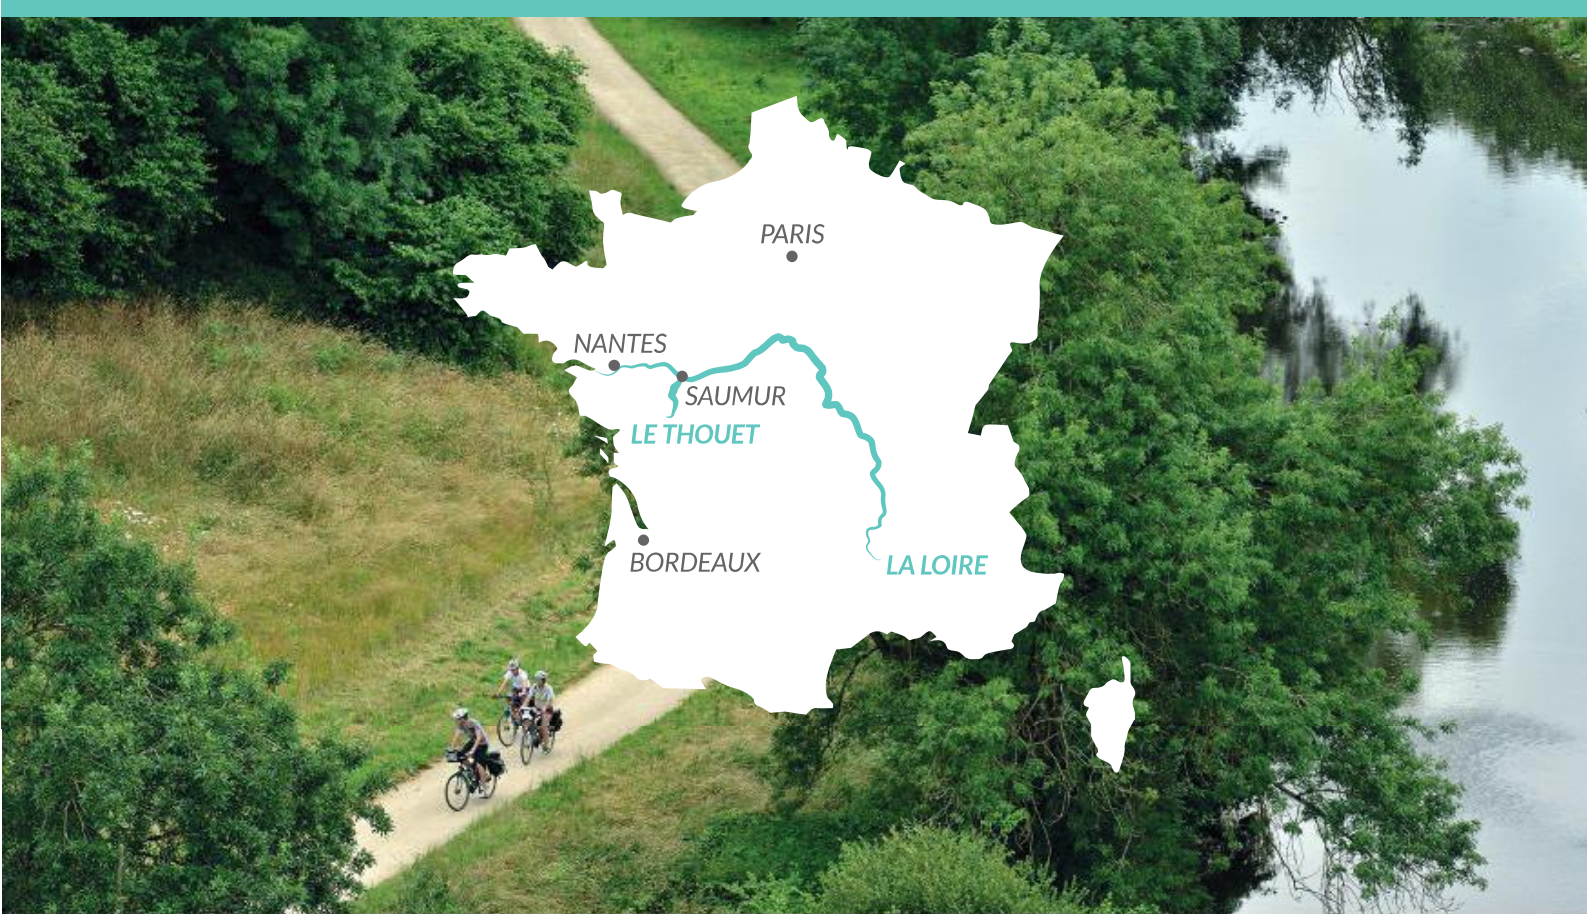 PARIS
NANTES
SAUMUR
LE THOUET
BORDEAUX
LA LOIRE